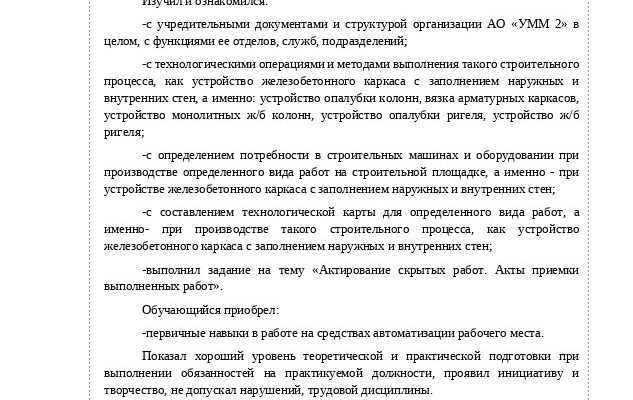 Изучил и ознакомился:
-с учредительными документами и структурой организации АО «УММ 2» в
целом, с функциями ее отделов, служб, подразделений;
-с технологическими операциями и методами выполнения такого строительного
процесса, как устройство железобетонного каркаса с заполнением наружных и
внутренних стен, а именно: устройство опалубки колонн, вязка арматурных каркасов,
устройство монолитных ж/б колонн, устройство опалубки ригеля, устройство ж/б
ригеля;
-с определением потребности в строительных машинах и оборудовании при
производстве определенного вида работ на строительной площадке, а именно - при
устройстве железобетонного каркаса с заполнением наружных и внутренних стен;
-с составлением технологической карты для определенного вида работ, а
именно- при производстве такого строительного процесса, как устройство
железобетонного каркаса с заполнением наружных и внутренних стен;
-выполнил задание на тему «Актирование скрытых работ. Акты приемки
выполненных работ».
Обучающийся приобрел:
-первичные навыки в работе на средствах автоматизации рабочего места.
Показал хороший уровень теоретической и практической подготовки при
выполнении обязанностей на практикуемой должности, проявил инициативу и
творчество, не допускал нарушений, трудовой дисциплины.